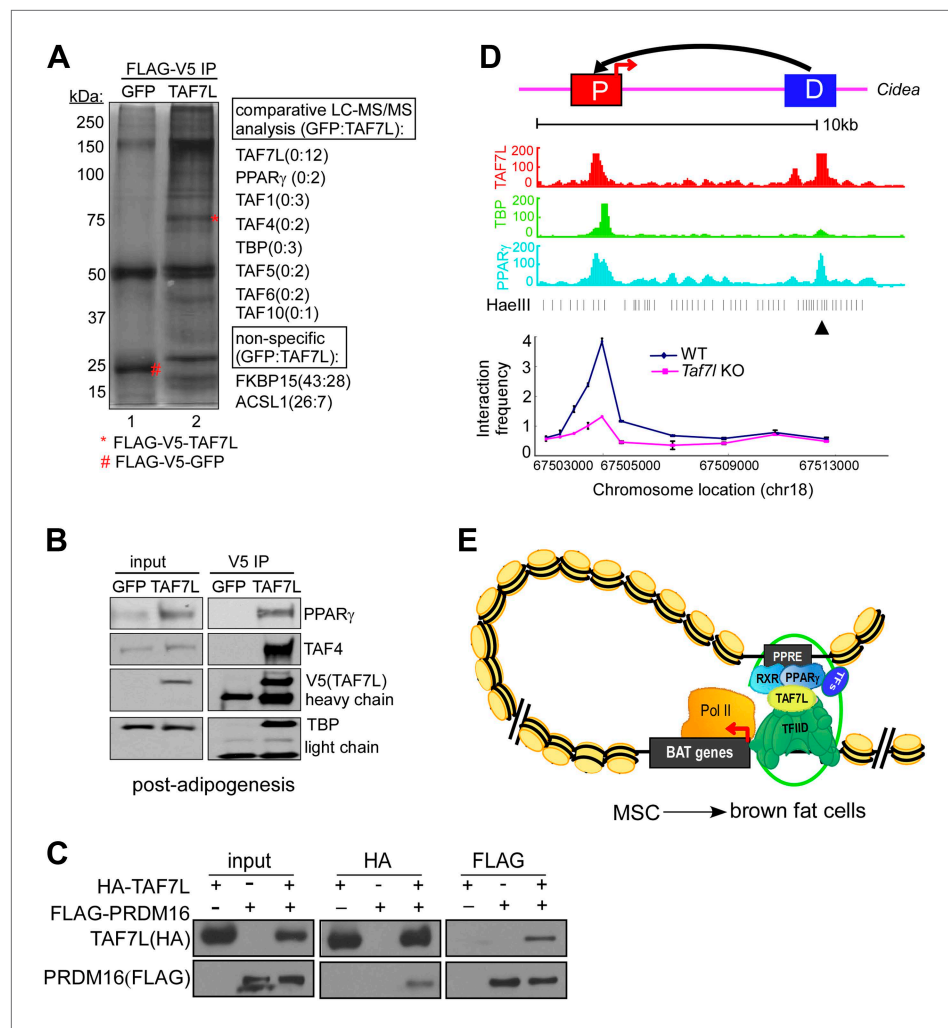 A
FLAG-V5 IP
GFP TAF7L
kDa:
250
150
100
75
50
37
25
15
*
#
1 2
* FLAG-V5-TAF7L
# FLAG-V5-GFP
comparative LC-MS/MS
analysis (GFP:TAF7L):
TAF7L(0:12)
PPARγ (0:2)
TAF1(0:3)
TAF4(0:2)
TBP(0:3)
TAF5(0:2)
TAF6(0:2)
TAF10(0:1)
non-specific
(GFP:TAF7L):
FKBP15(43:28)
ACSL1(26:7)
B
input V5 IP
GFP TAF7L GFP TAF7L
PPARγ
TAF4
V5(TAF7L)
heavy chain
TBP
light chain
post-adipogenesis
C
input HA FLAG
HA-TAF7L + - + + - + + - +
FLAG-PRDM16 - + + - + + - + +
TAF7L(HA)
PRDM16(FLAG)
D
P D Cidea
10kb
TAF7L 200 100 0
TBP 200 100 0
PPARγ 200 100 0
HaeIII
Interaction
frequency
4
3
2
1
0
WT
Taf7l KO
67503000 67505000 67509000 67513000
Chromosome location (chr18)
E
PPRE
RXR PPARγ TFs
TAF7L
Pol II
TFIID
BAT genes
MSC brown fat cells